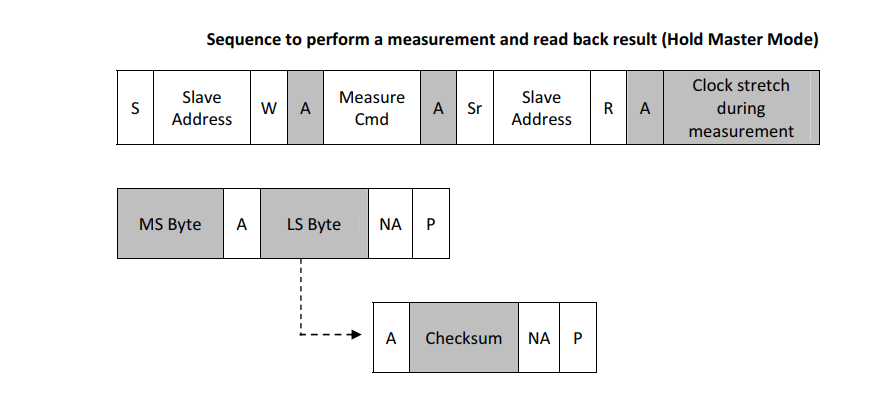 Sequence to perform a measurement and read back result (Hold Master Mode)
S Slave Address W A Measure Cmd A Sr Slave Address R A Clock stretch during measurement
MS Byte A LS Byte NA P
A Checksum NA P